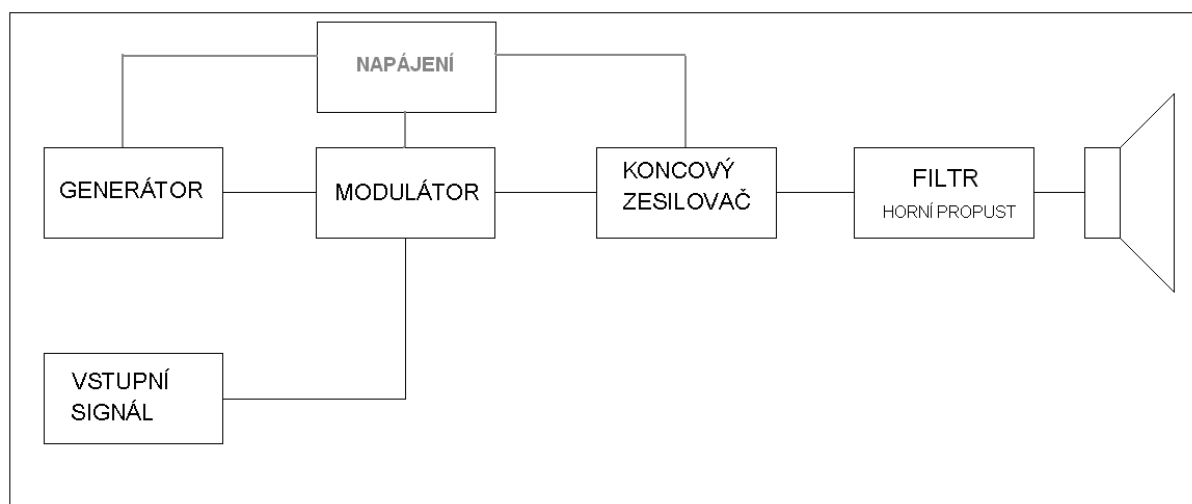 NAPÁJENÍ
GENERÁTOR
MODULÁTOR
KONCOVÝ
ZESILOVAČ
FILTR
HORNÍ PROPUST
VSTUPNÍ
SIGNÁL